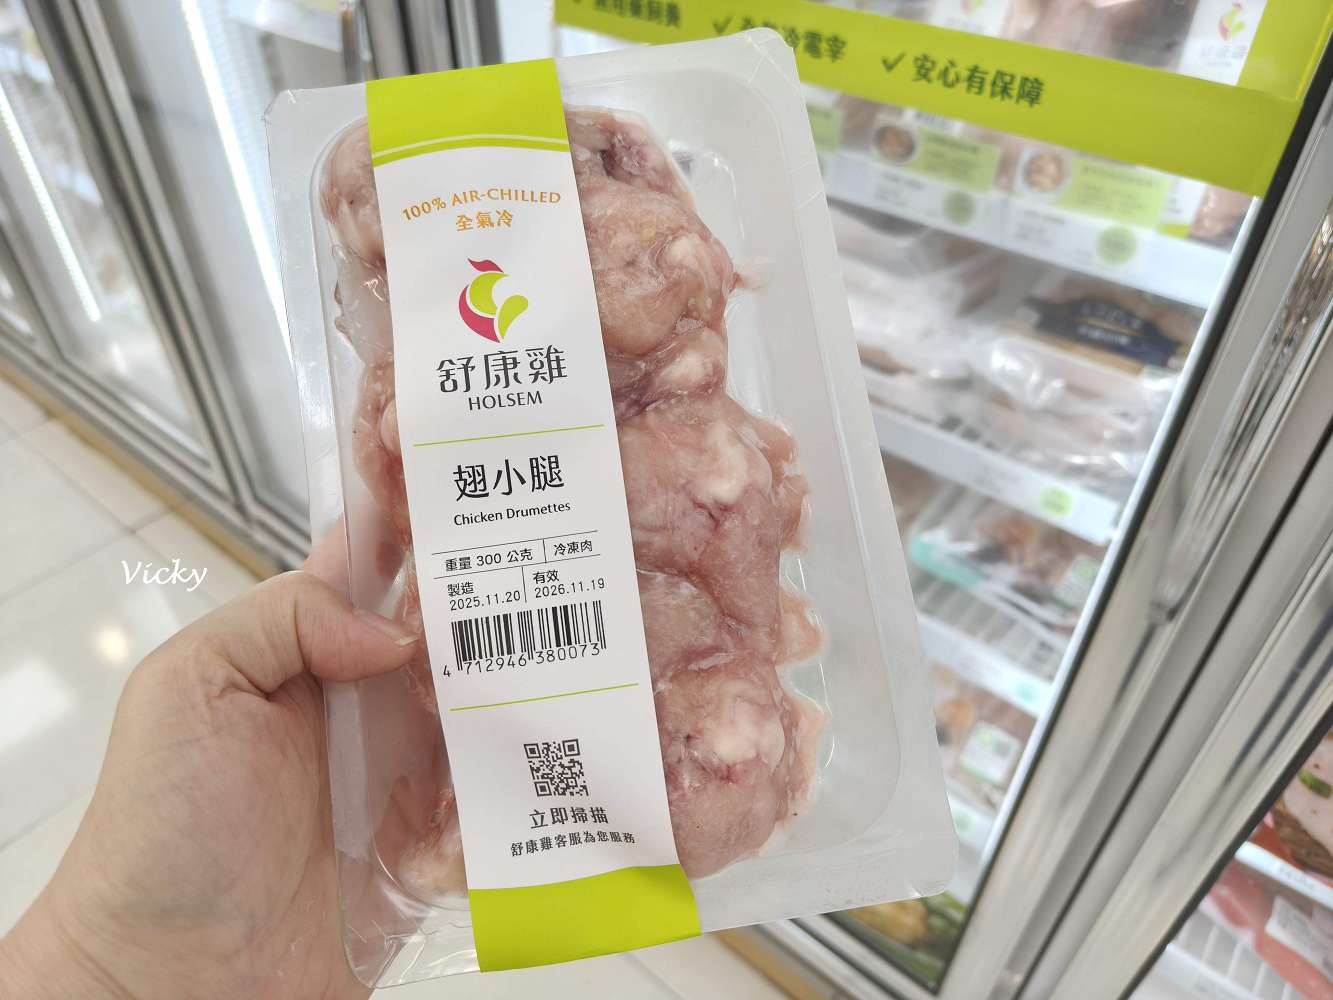 安心有保障
100% AIR-CHILLED
全氣冷
舒康雞
HOLSEM
翅小腿
Chicken Drumettes
重量 300 公克 冷凍肉
製造 有效
2025.11.20 2026.11.19
4 712946 380073
立即掃描
舒康雞客服為您服務
Vicky